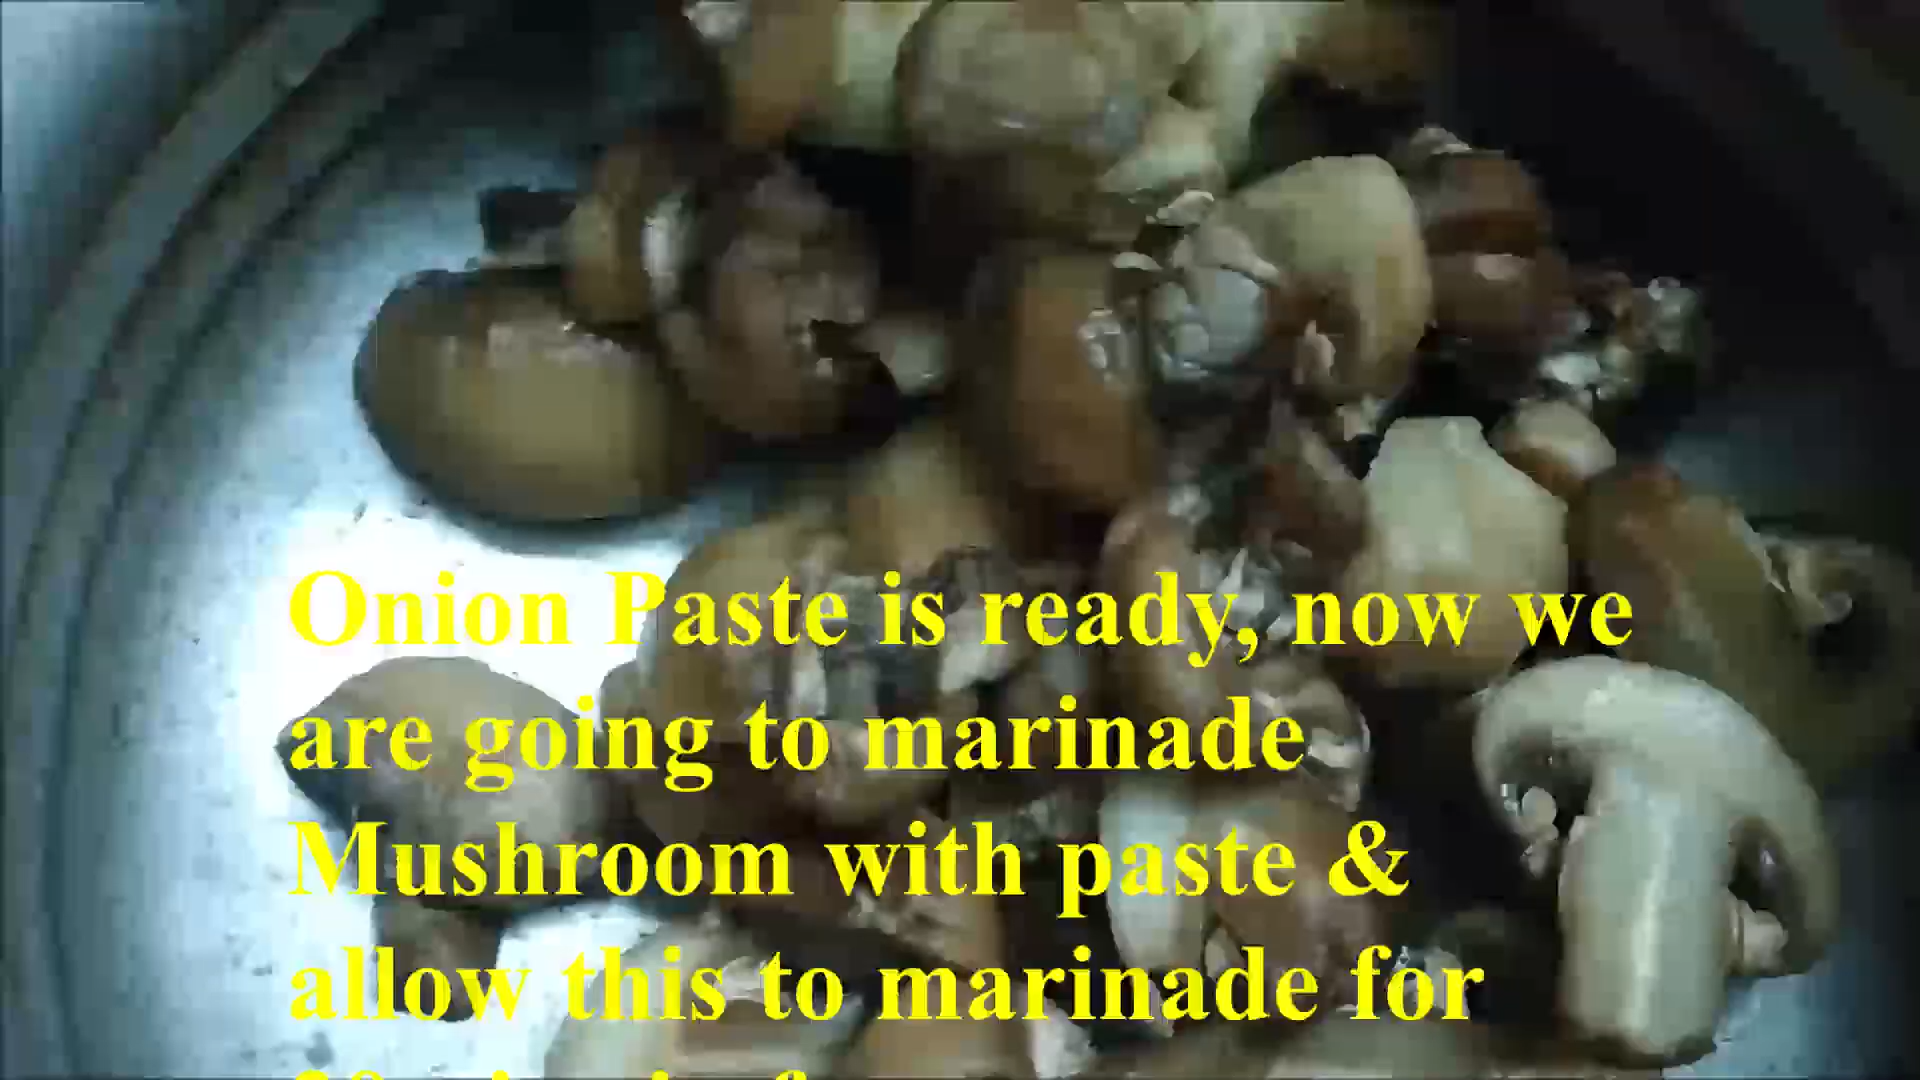 Onion Paste is ready, now we
are going to marinade
Mushroom with paste &
allow this to marinade for